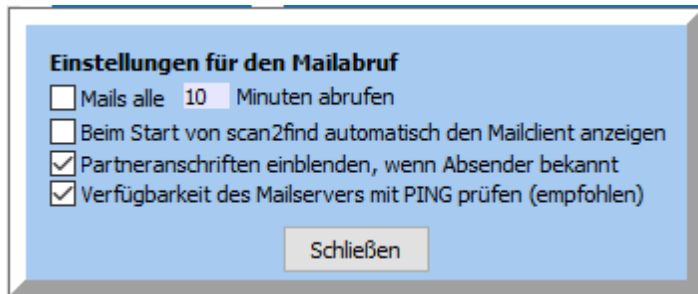 Einstellungen für den Mailabruf
Mails alle 10 Minuten abrufen
Beim Start von scan2find automatisch den Mailclient anzeigen
Partneranschriften einblenden, wenn Absender bekannt
Verfügbarkeit des Mailservers mit PING prüfen (empfohlen)
Schließen